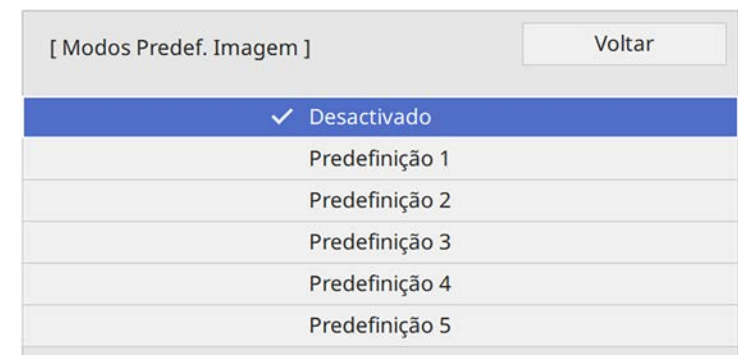 [ Modos Predef. Imagem ]
Voltar
Desactivado
Predefinição 1
Predefinição 2
Predefinição 3
Predefinição 4
Predefinição 5